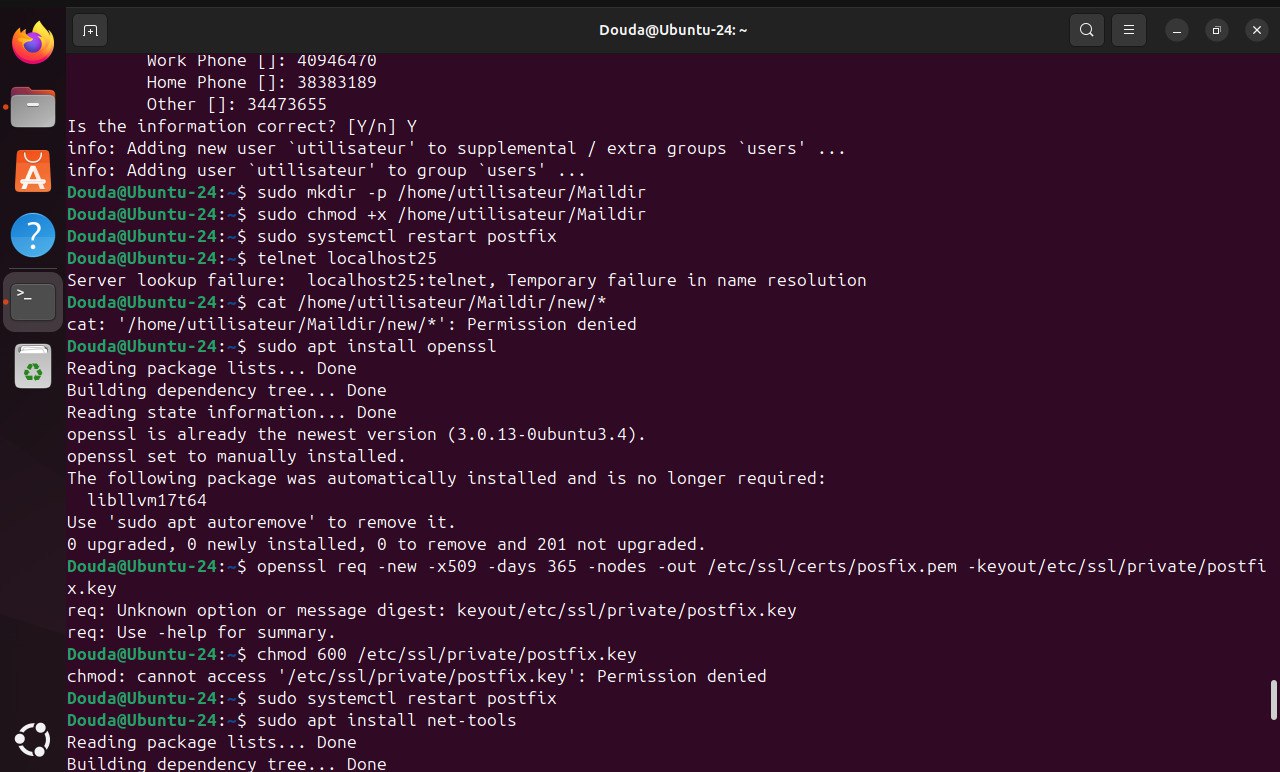 Douda@Ubuntu-24: ~
Work Phone []: 40946470
Home Phone []: 38383189
Other []: 34473655
Is the information correct? [Y/n] Y
info: Adding new user `utilisateur' to supplemental / extra groups `users' ...
info: Adding user `utilisateur' to group `users' ...
Douda@Ubuntu-24:~$ sudo mkdir -p /home/utilisateur/Maildir
Douda@Ubuntu-24:~$ sudo chmod +x /home/utilisateur/Maildir
Douda@Ubuntu-24:~$ sudo systemctl restart postfix
Douda@Ubuntu-24:~$ telnet localhost25
Server lookup failure:  localhost25:telnet, Temporary failure in name resolution
Douda@Ubuntu-24:~$ cat /home/utilisateur/Maildir/new/*
cat: '/home/utilisateur/Maildir/new/*': Permission denied
Douda@Ubuntu-24:~$ sudo apt install openssl
Reading package lists... Done
Building dependency tree... Done
Reading state information... Done
openssl is already the newest version (3.0.13-0ubuntu3.4).
openssl set to manually installed.
The following package was automatically installed and is no longer required:
libllvm17t64
Use 'sudo apt autoremove' to remove it.
0 upgraded, 0 newly installed, 0 to remove and 201 not upgraded.
Douda@Ubuntu-24:~$ openssl req -new -x509 -days 365 -nodes -out /etc/ssl/certs/posfix.pem -keyout/etc/ssl/private/postfi
x.key
req: Unknown option or message digest: keyout/etc/ssl/private/postfix.key
req: Use -help for summary.
Douda@Ubuntu-24:~$ chmod 600 /etc/ssl/private/postfix.key
chmod: cannot access '/etc/ssl/private/postfix.key': Permission denied
Douda@Ubuntu-24:~$ sudo systemctl restart postfix
Douda@Ubuntu-24:~$ sudo apt install net-tools
Reading package lists... Done
Building dependency tree... Done